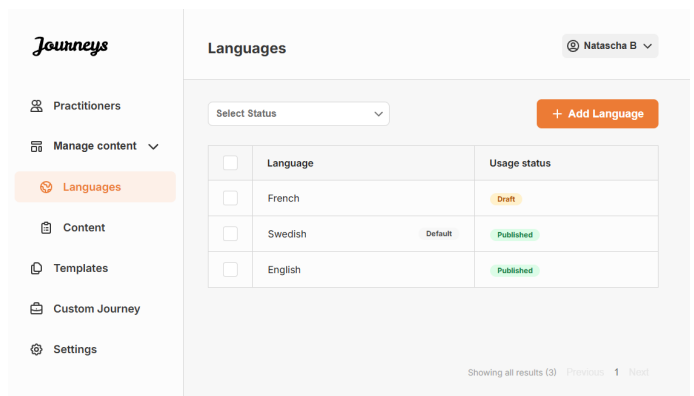 Journeys
Languages
Natascha B
Practitioners
Manage content
Languages
Content
Templates
Custom Journey
Settings
Select Status
+ Add Language
Language Usage status
French Draft
Swedish Default Published
English Published
Showing all results (3) Previous 1 Next